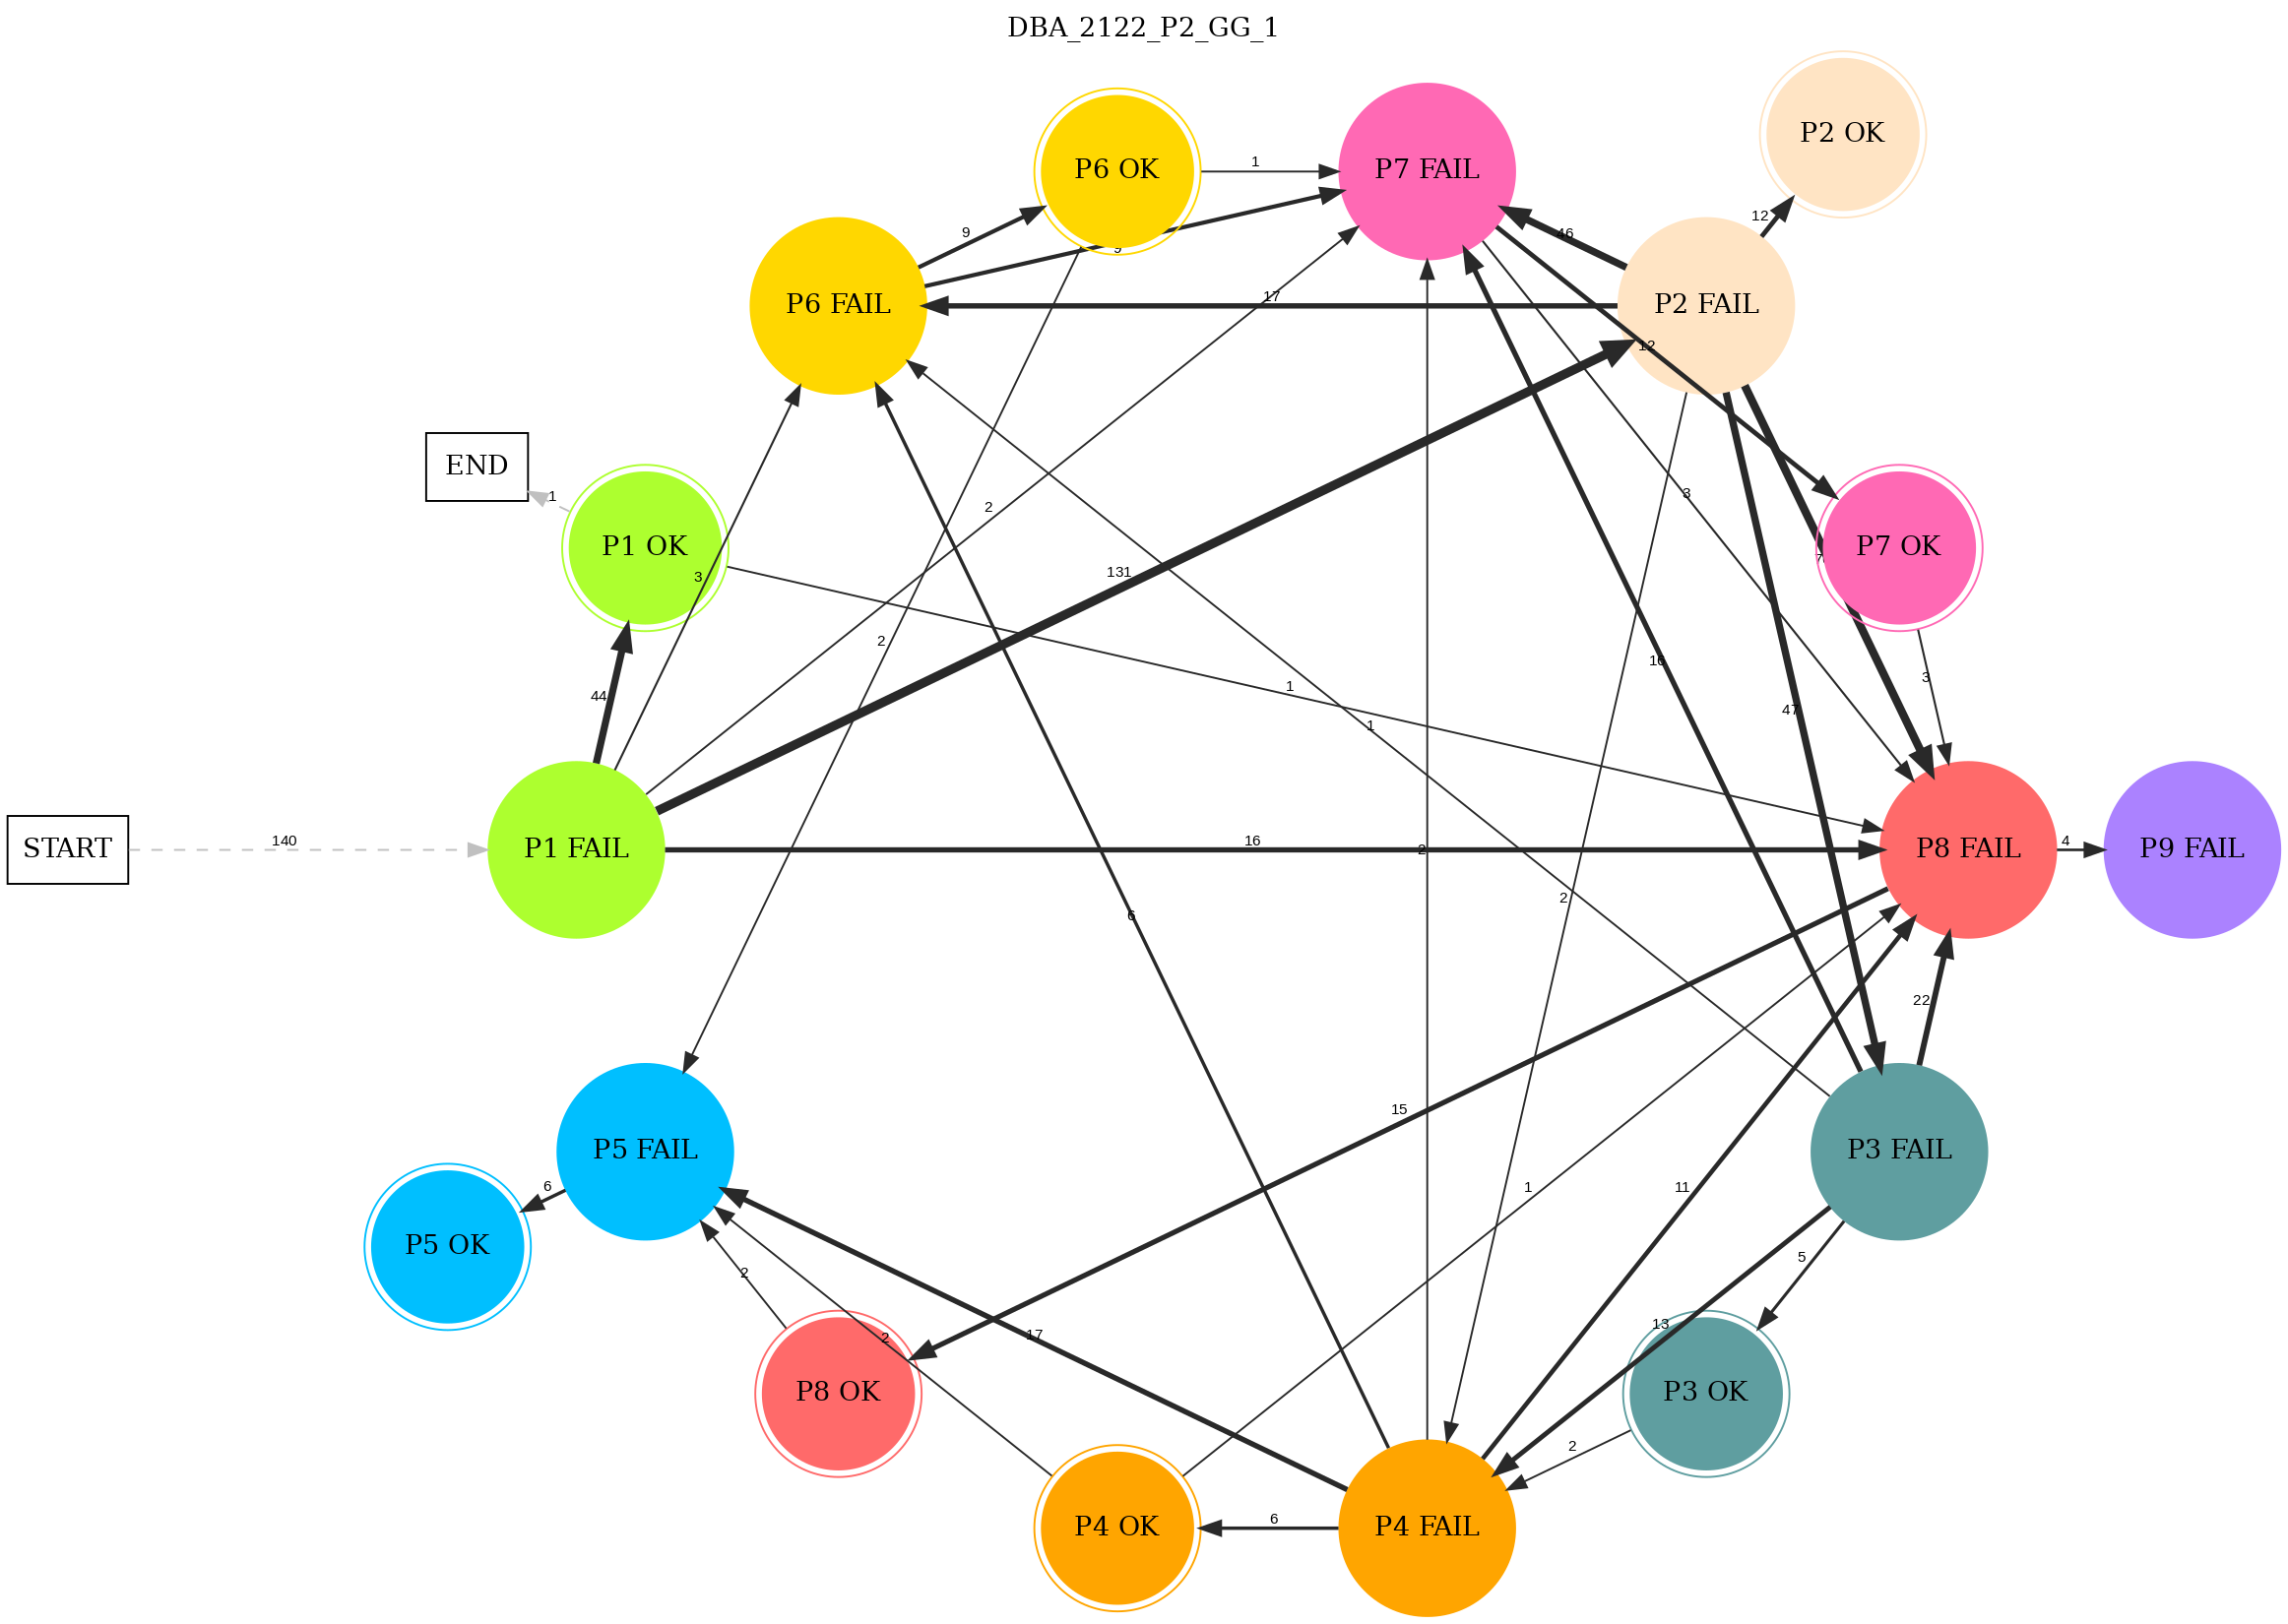 DBA_2122_P2_GG_1
P2 OK
12
1
P6 OK
P7 FAIL
9
46
9
17
P6 FAIL
P2 FAIL
12
END
1
2
3
P1 OK
P7 OK
131
3
2
1
3
44
47
1
140
16
2
START
P1 FAIL
P8 FAIL
4
P9 FAIL
6
2
22
15
P5 FAIL
P3 FAIL
6
11
1
P5 OK
2
5
17
2
13
P8 OK
P3 OK
2
6
P4 OK
P4 FAIL